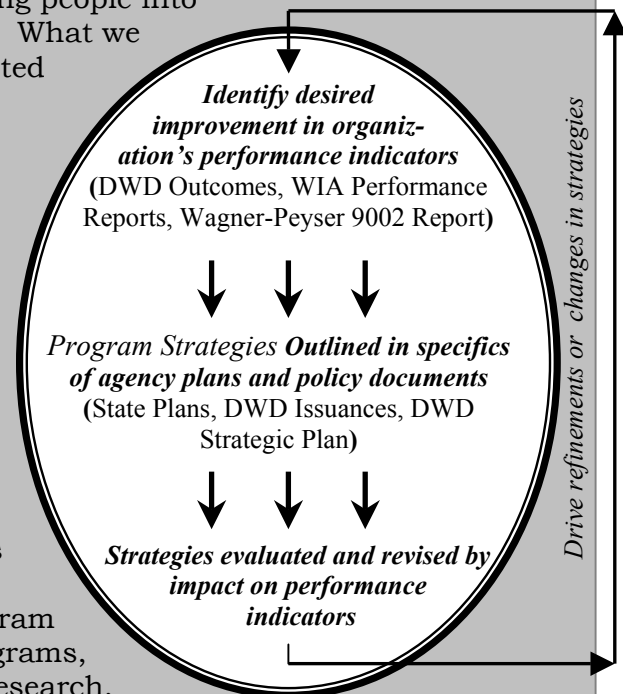 ng people into
What we
ted
Identify desired
improvement in organiz-
ation's performance indicators
(DWD Outcomes, WIA Performance
Reports, Wagner-Peyser 9002 Report)
Program Strategies Outlined in specifics
of agency plans and policy documents
(State Plans, DWD Issuances, DWD
Strategic Plan)
Strategies evaluated and revised by
impact on performance
indicators
Drive refinements or changes in strategies
s
ram
grams,
esearch,